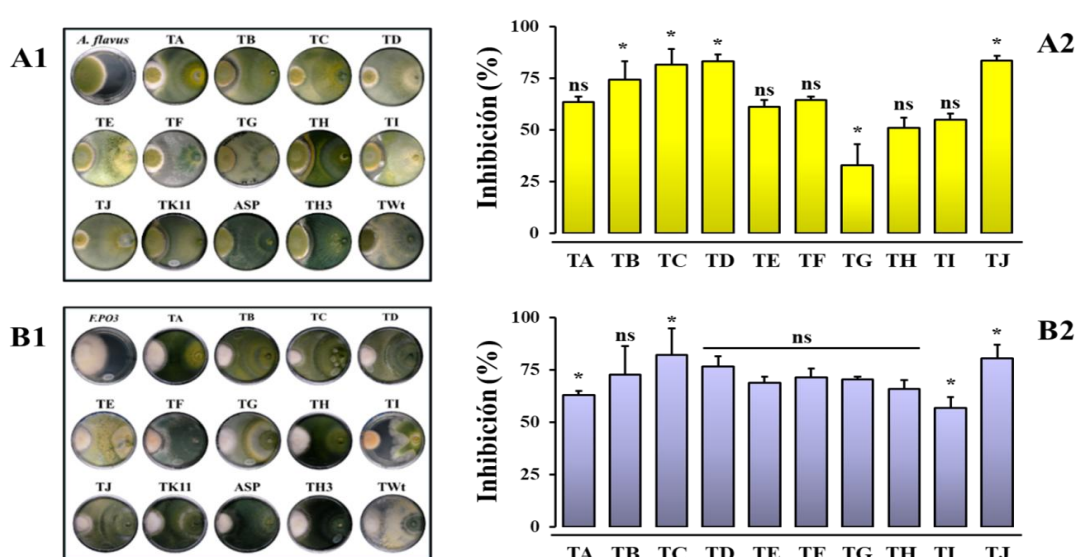 A1
A. flavus TA TB TC TD
TE TF TG TH TI
TJ TK11 ASP TH3 TWt
A2
Inhibición (%)
100
75
50
25
0
ns * * * ns ns * ns ns *
TA TB TC TD TE TF TG TH TI TJ
B1
F.PO3 TA TB TC TD
TE TF TG TH TI
TJ TK11 ASP TH3 TWt
B2
Inhibición (%)
100
75
50
25
0
* ns * ns * *
TA TB TC TD TE TF TG TH TI TJ